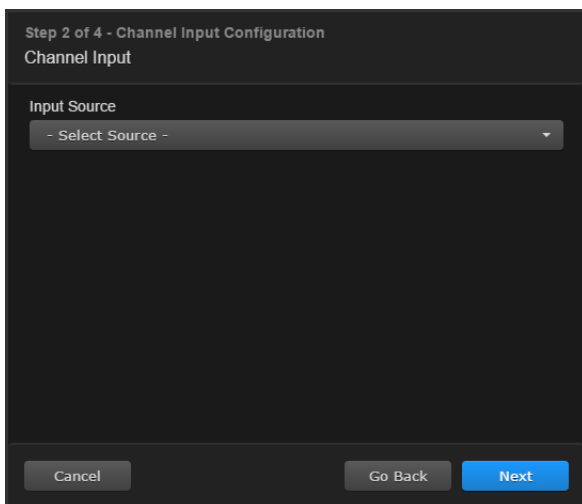 Step 2 of 4 - Channel Input Configuration
Channel Input
Input Source
- Select Source -
Cancel
Go Back
Next